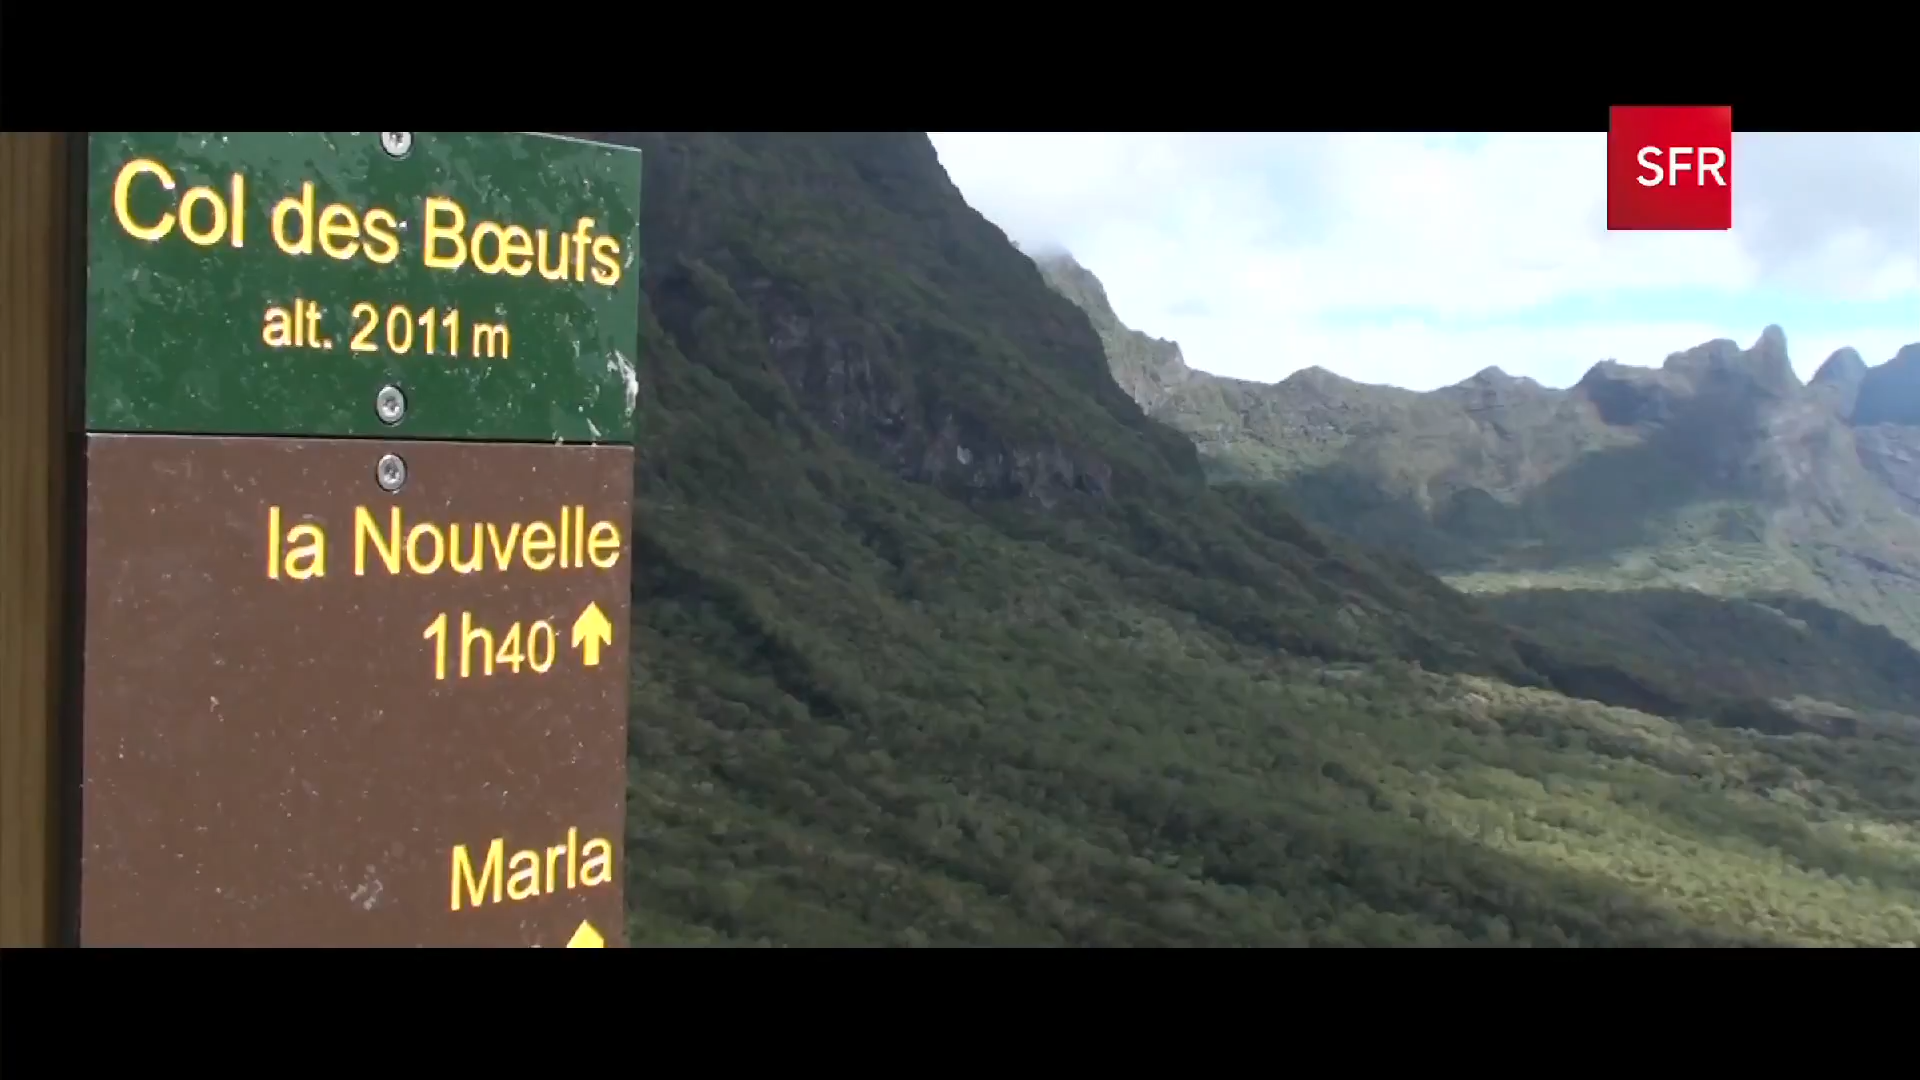 Col des Bœufs
alt. 2011 m
la Nouvelle
1h40
Marla
SFR